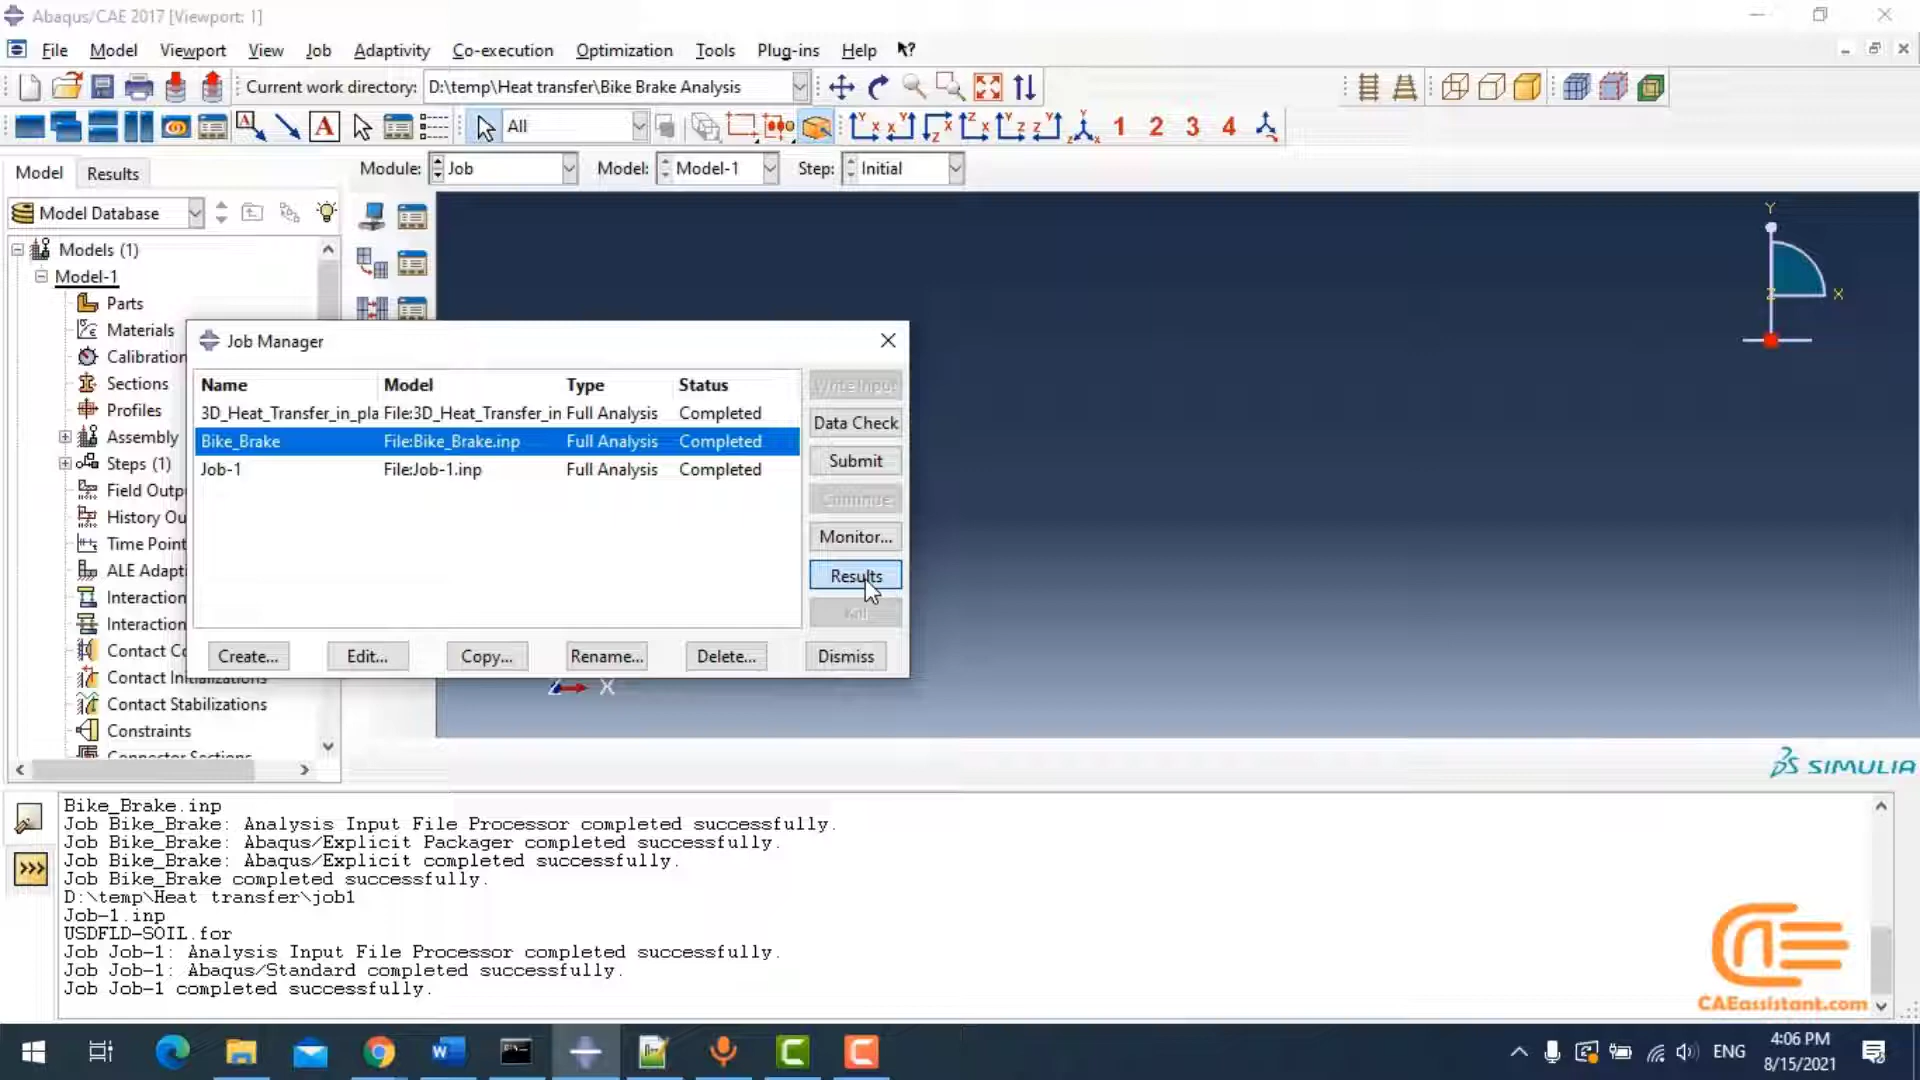 Abaqus/CAE 2017 [Viewport: 1]
File Model Viewport View Job Adaptivity Co-execution Optimization Tools Plug-ins Help
Current work directory: D:\temp\Heat transfer\Bike Brake Analysis
All
1 2 3 4
Model Results
Module: Job Model: Model-1 Step: Initial
Model Database
Models (1)
Model-1
Parts
Materials
Calibration
Sections
Profiles
Assembly
Steps (1)
Field Outp
History Ou
Time Point
ALE Adapti
Interaction
Interaction
Contact Co
Contact Initializations
Contact Stabilizations
Constraints
Connector Sections
Job Manager
Name Model Type Status
3D_Heat_Transfer_in_pla File:3D_Heat_Transfer_in Full Analysis Completed
Bike_Brake File:Bike_Brake.inp Full Analysis Completed
Job-1 File:Job-1.inp Full Analysis Completed
Write Input
Data Check
Submit
Continue
Monitor...
Results
Kill
Create... Edit... Copy... Rename... Delete... Dismiss
Z X
Y
X
Z
SIMULIA
Bike_Brake.inp
Job Bike_Brake: Analysis Input File Processor completed successfully.
Job Bike_Brake: Abaqus/Explicit Packager completed successfully.
Job Bike_Brake: Abaqus/Explicit completed successfully.
Job Bike_Brake completed successfully.
D:\temp\Heat transfer\job1
Job-1.inp
USDFLD-SOIL.for
Job Job-1: Analysis Input File Processor completed successfully.
Job Job-1: Abaqus/Standard completed successfully.
Job Job-1 completed successfully.
CAEassistant.com
ENG
4:06 PM
8/15/2021